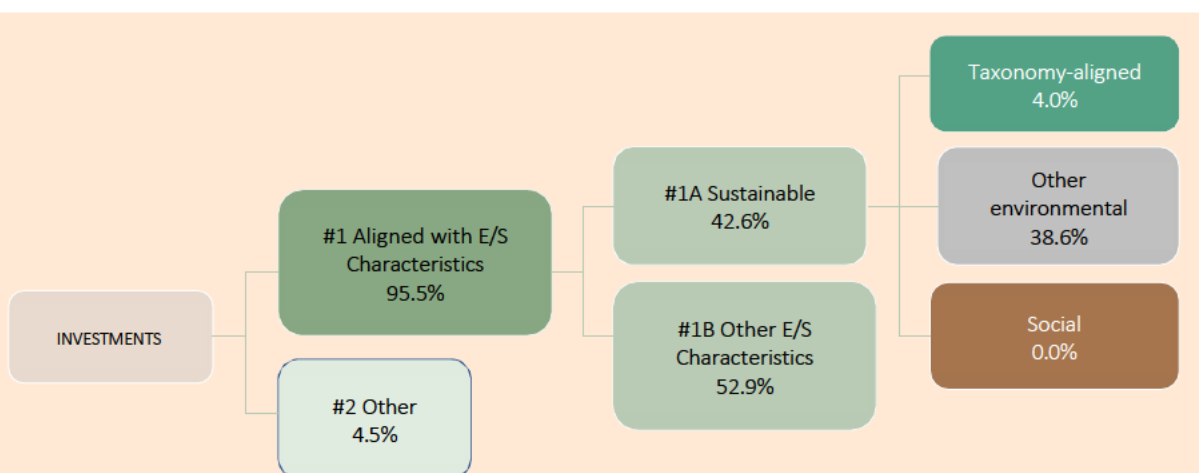 INVESTMENTS
#1 Aligned with E/S
Characteristics
95.5%
#2 Other
4.5%
#1A Sustainable
42.6%
#1B Other E/S
Characteristics
52.9%
Taxonomy-aligned
4.0%
Other
environmental
38.6%
Social
0.0%